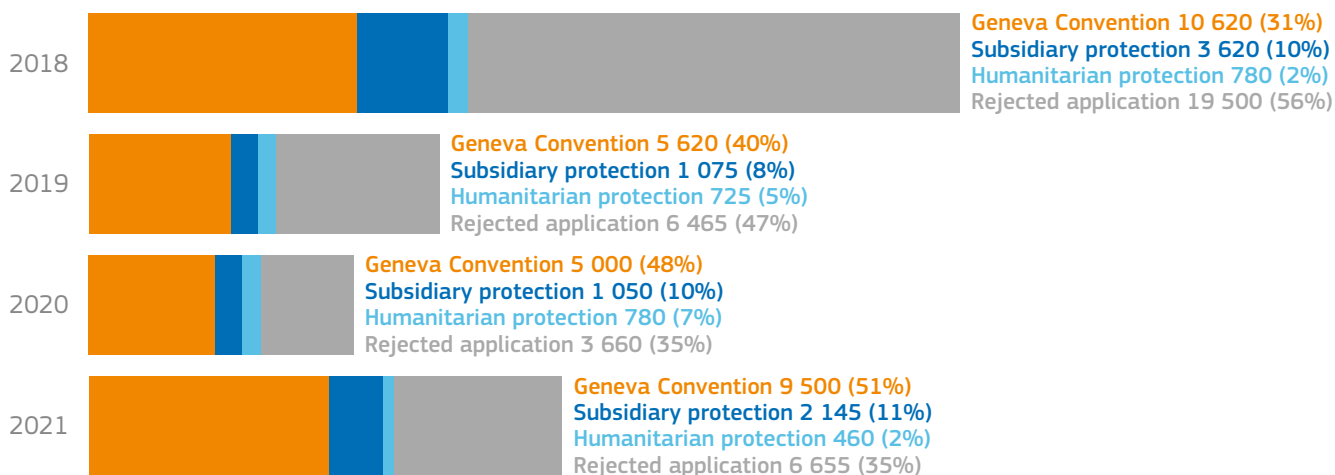 2018
Geneva Convention 10 620 (31%)
Subsidiary protection 3 620 (10%)
Humanitarian protection 780 (2%)
Rejected application 19 500 (56%)
2019
Geneva Convention 5 620 (40%)
Subsidiary protection 1 075 (8%)
Humanitarian protection 725 (5%)
Rejected application 6 465 (47%)
2020
Geneva Convention 5 000 (48%)
Subsidiary protection 1 050 (10%)
Humanitarian protection 780 (7%)
Rejected application 3 660 (35%)
2021
Geneva Convention 9 500 (51%)
Subsidiary protection 2 145 (11%)
Humanitarian protection 460 (2%)
Rejected application 6 655 (35%)